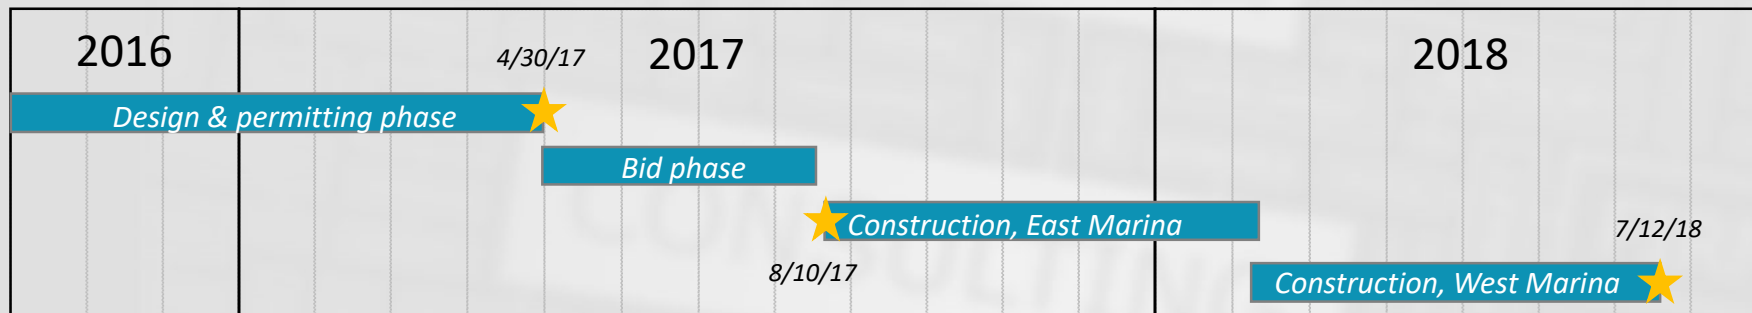 2016
2017
2018
4/30/17
Design & permitting phase
Bid phase
Construction, East Marina
7/12/18
8/10/17
Construction, West Marina
CONSULTING